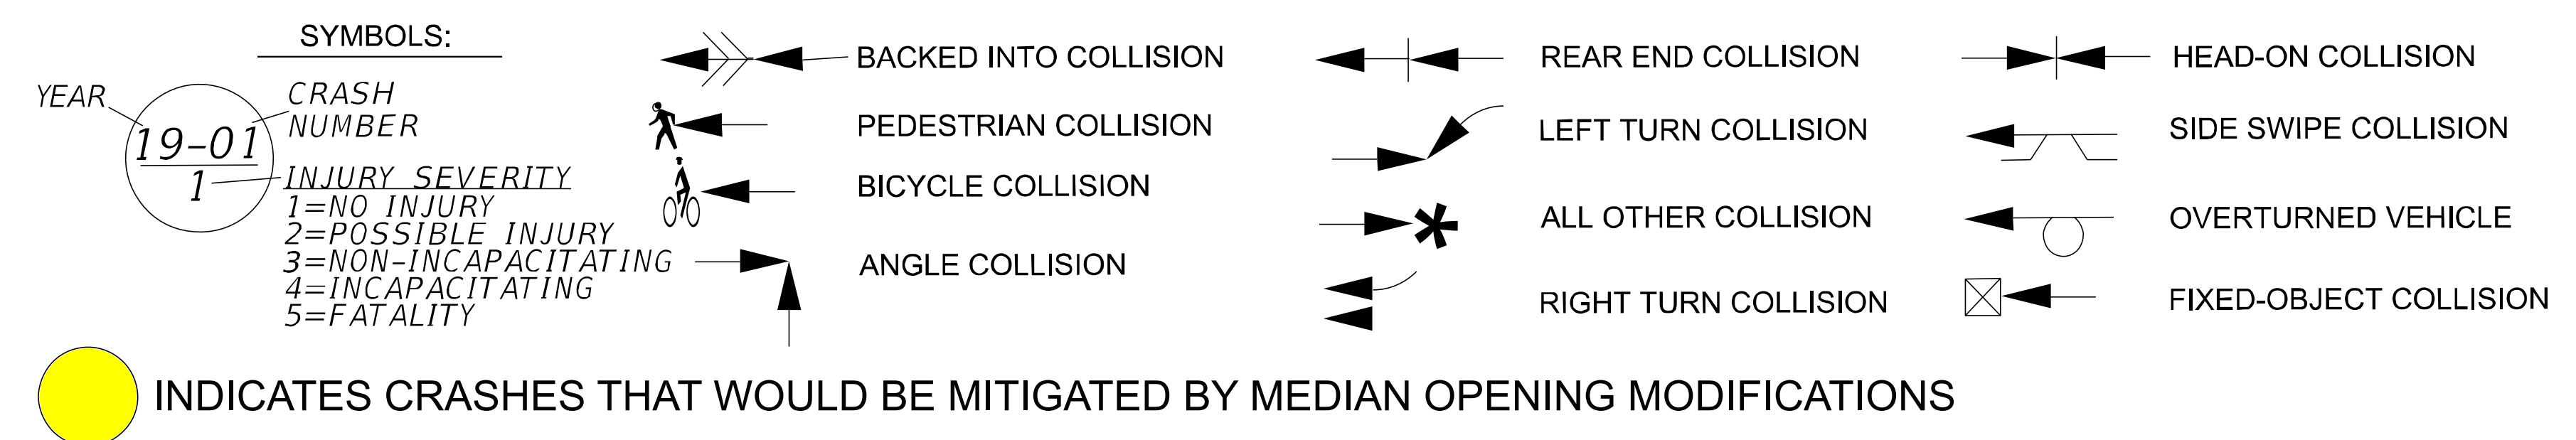 SYMBOLS:
YEAR
CRASH
NUMBER
19-01
1
INJURY SEVERITY
1=NO INJURY
2=POSSIBLE INJURY
3=NON-INCAPACITATING
4=INCAPACITATING
5=FATALITY
BACKED INTO COLLISION
PEDESTRIAN COLLISION
BICYCLE COLLISION
ANGLE COLLISION
REAR END COLLISION
LEFT TURN COLLISION
ALL OTHER COLLISION
RIGHT TURN COLLISION
HEAD-ON COLLISION
SIDE SWIPE COLLISION
OVERTURNED VEHICLE
FIXED-OBJECT COLLISION
INDICATES CRASHES THAT WOULD BE MITIGATED BY MEDIAN OPENING MODIFICATIONS